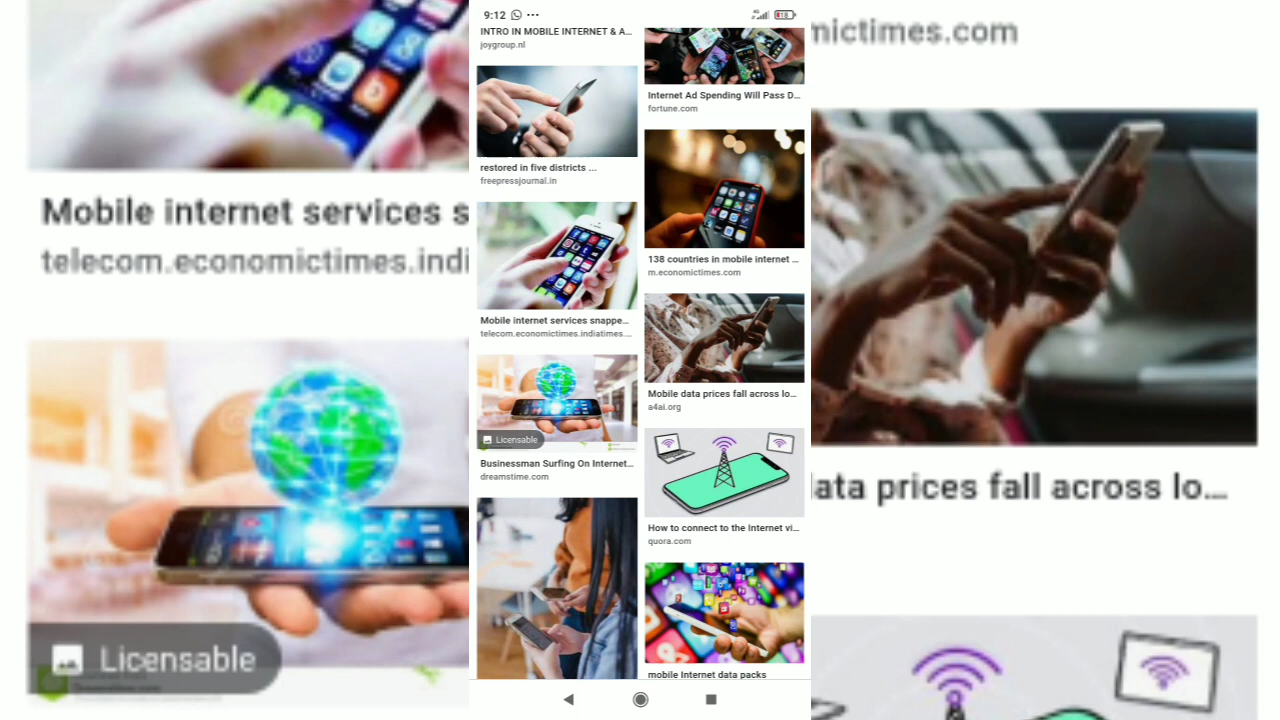 9:12
18
INTRO IN MOBILE INTERNET & A...
joygroup.nl
restored in five districts ...
freepressjournal.in
Mobile internet services snappe...
telecom.economictimes.indiatimes....
Licensable
Businessman Surfing On Internet...
dreamstime.com
Internet Ad Spending Will Pass D...
fortune.com
138 countries in mobile internet ...
m.economictimes.com
Mobile data prices fall across lo...
a4ai.org
How to connect to the Internet vi...
quora.com
mobile Internet data packs
Mobile internet services s
telecom.economictimes.indi
Licensable
mictimes.com
data prices fall across lo...